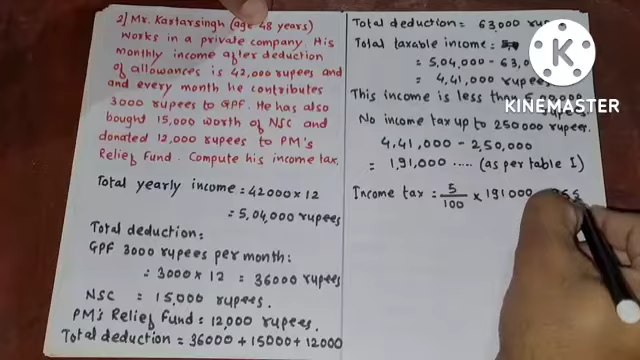 2] Mr. Kartarsingh (age 48 years)
works in a private company. His
monthly income after deduction
of allowances is 42,000 rupees and
and every month he contributes
3000 rupees to GPF. He has also
bought 15,000 worth of NSC and
donated 12,000 rupees to PM's
Relief Fund. Compute his income tax.
Total yearly income = 42000 × 12
= 5,04,000 rupees
Total deduction:
GPF 3000 rupees per month:
= 3000 × 12 = 36000 rupees
NSC = 15,000 rupees.
PM's Relief Fund = 12,000 rupees.
Total deduction = 36000 + 15000 + 12000
Total deduction = 63,000
Total taxable income =
= 5,04,000 -
= 4,41,000 rupees
This income is less than
No income tax up to 250000 rupees.
4,41,000 - 2,50,000
= 1,91,000 ..... (as per table I)
Income tax = 5/100 × 191000
K
KINEMASTER